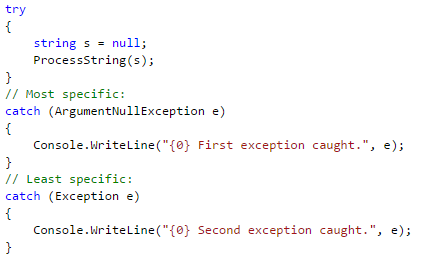 try
{
    string s = null;
    ProcessString(s);
}
// Most specific:
catch (ArgumentNullException e)
{
    Console.WriteLine("{0} First exception caught.", e);
}
// Least specific:
catch (Exception e)
{
    Console.WriteLine("{0} Second exception caught.", e);
}